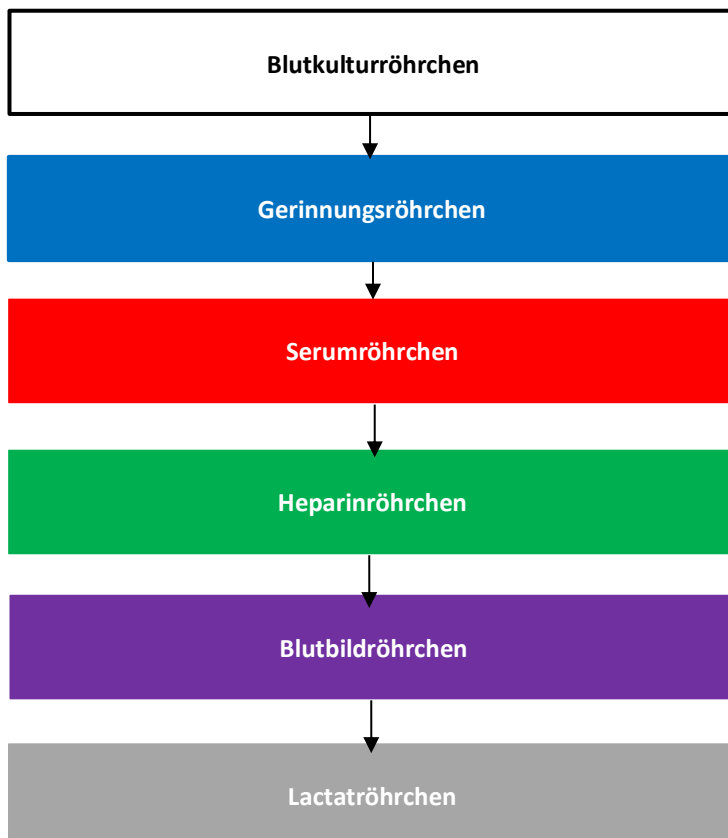 Blutkulturröhrchen
Gerinnungsröhrchen
Serumröhrchen
Heparinröhrchen
Blutbildröhrchen
Lactatröhrchen